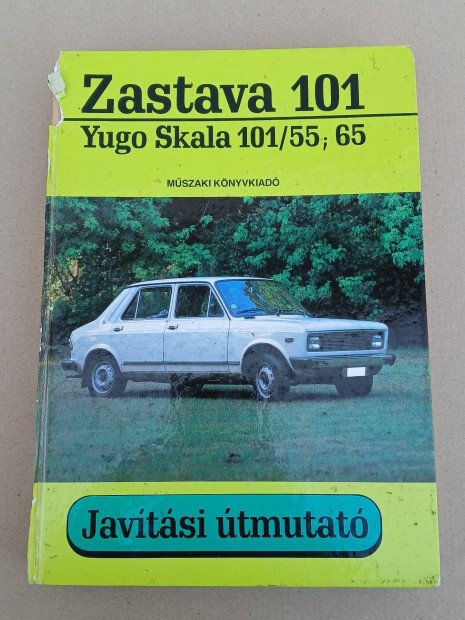 Zastava 101
Yugo Skala 101/55; 65
MŰSZAKI KÖNYVKIADÓ
Javítási útmutató